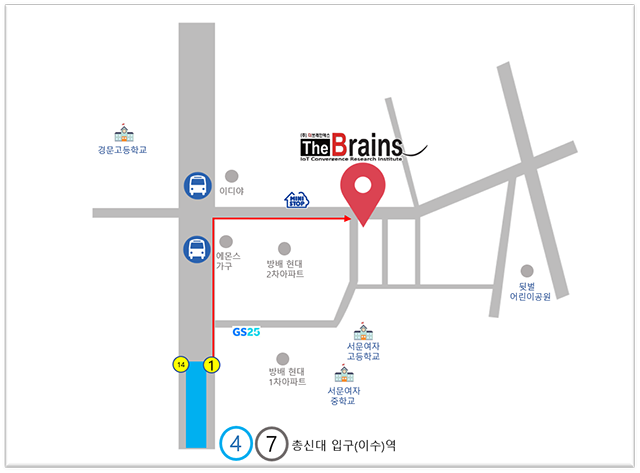 (주) 더브레인에스
The Brains
IoT Convergence Research Institute
경문고등학교
이디야
MINI
STOP
에몬스
가구
방배 현대
2차아파트
뒷벌
어린이공원
GS25
서문여자
고등학교
방배 현대
1차아파트
서문여자
중학교
14
1
4 7 총신대 입구(이수)역